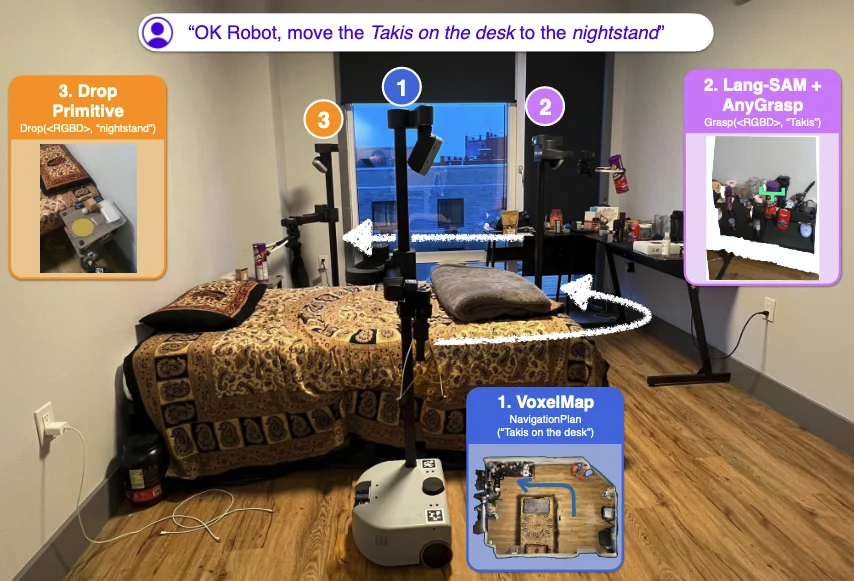 “OK Robot, move the Takis on the desk to the nightstand”
1
2
3
3. Drop
Primitive
Drop(<RGBD>, “nightstand”)
2. Lang-SAM +
AnyGrasp
Grasp(<RGBD>, “Takis”)
1. VoxelMap
NavigationPlan
(“Takis on the desk”)